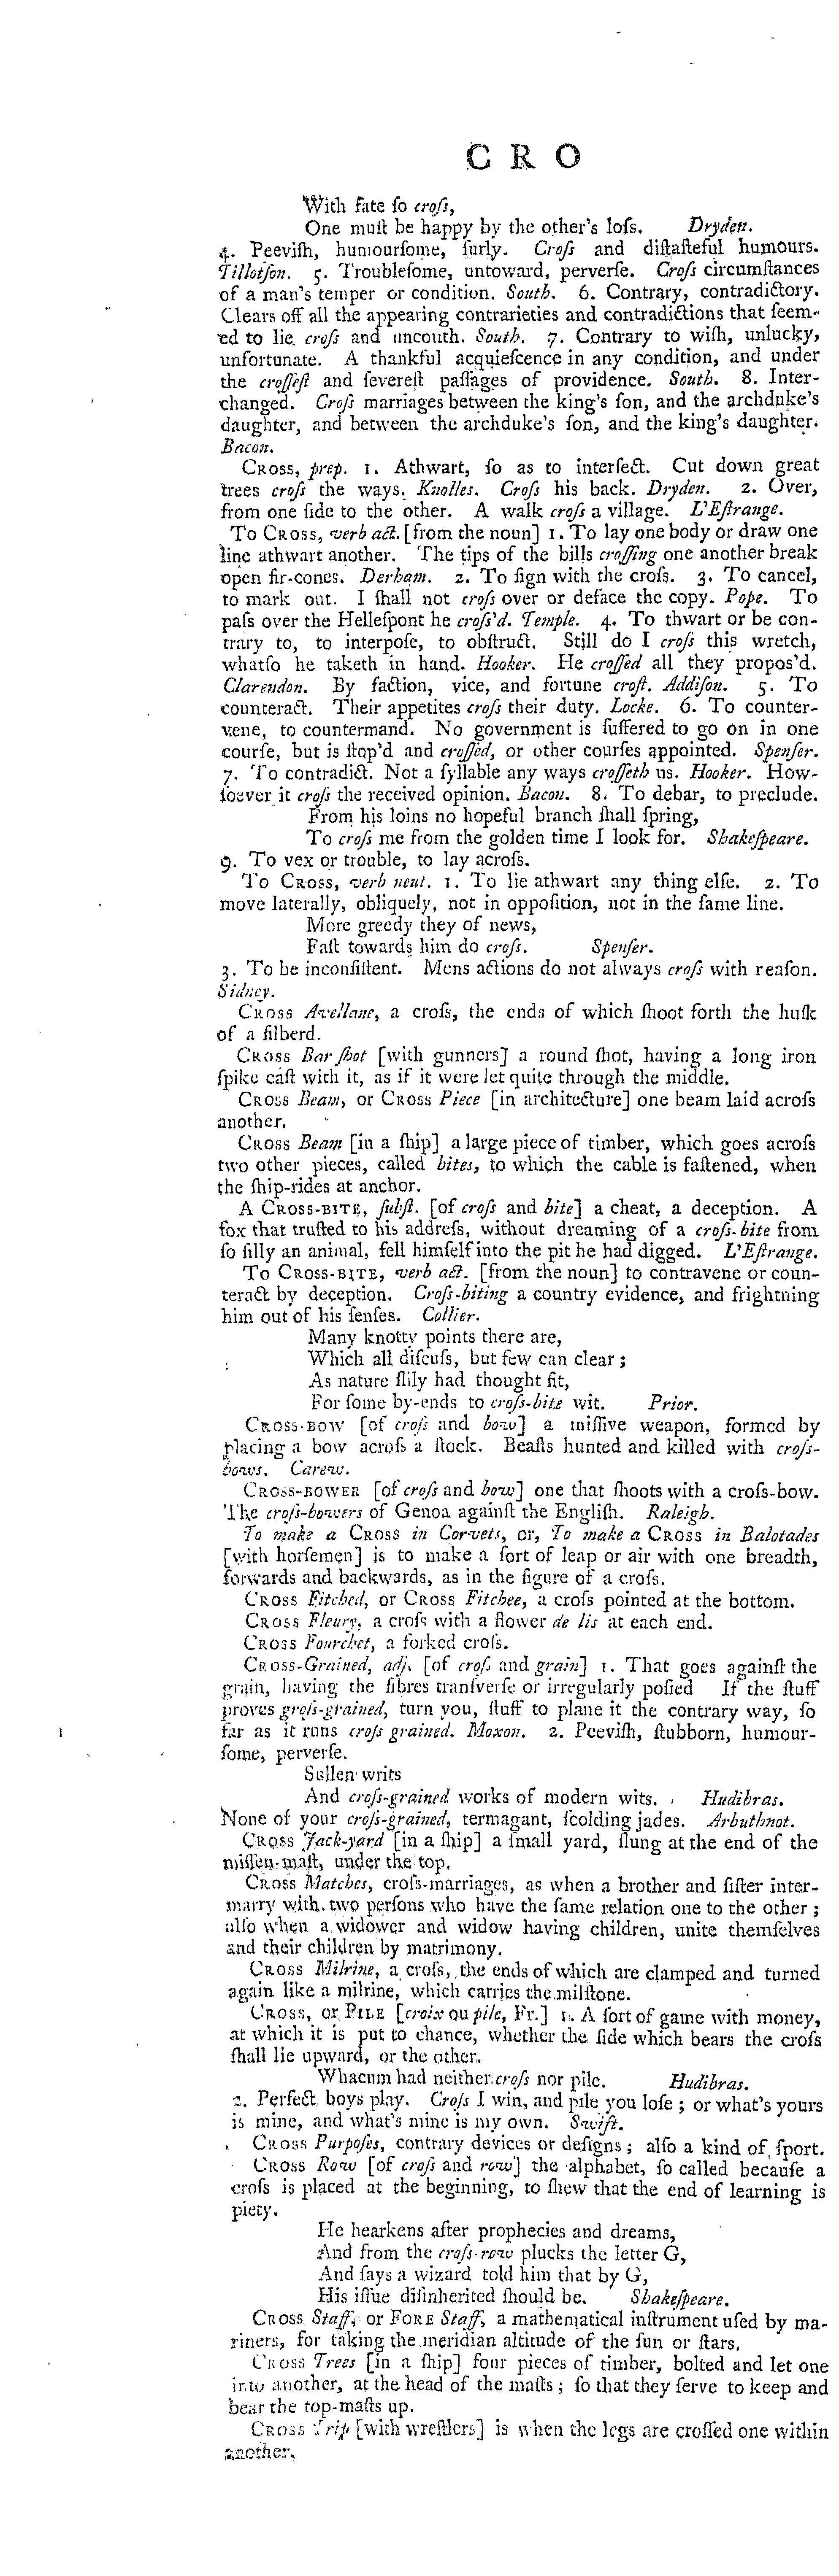 C R O
With fate ſo croſs,
One muſt be happy by the other's loſs. Dryden.
4. Peeviſh, humourſome, ſurly. Croſs and diſtaſteful humours.
Tillotſon. 5. Troubleſome, untoward, perverſe. Croſs circumſtances
of a man's temper or condition. South. 6. Contrary, contradictory.
Clears off all the appearing contrarieties and contradictions that ſeem-
ed to lie croſs and uncouth. South. 7. Contrary to wiſh, unlucky,
unfortunate. A thankful acquieſcence in any condition, and under
the croſſeſt and ſevereſt paſſages of providence. South. 8. Inter-
changed. Croſs marriages between the king's ſon, and the archduke's
daughter, and between the archduke's ſon, and the king's daughter.
Bacon.
CROSS, prep. 1. Athwart, ſo as to interſect. Cut down great
trees croſs the ways. Knolles. Croſs his back. Dryden. 2. Over,
from one ſide to the other. A walk croſs a village. L'Eſtrange.
To CROSS, verb act. [from the noun] 1. To lay one body or draw one
line athwart another. The tips of the bills croſſing one another break
open fir-cones. Derham. 2. To ſign with the croſs. 3. To cancel,
to mark out. I ſhall not croſs over or deface the copy. Pope. To
paſs over the Helleſpont he croſs'd. Temple. 4. To thwart or be con-
trary to, to interpoſe, to obſtruct. Still do I croſs this wretch,
whatſo he taketh in hand. Hooker. He croſſed all they propos'd.
Clarendon. By faction, vice, and fortune croſt. Addiſon. 5. To
counteract. Their appetites croſs their duty. Locke. 6. To counter-
vene, to countermand. No government is ſuffered to go on in one
courſe, but is ſtop'd and croſſed, or other courſes appointed. Spenſer.
7. To contradict. Not a ſyllable any ways croſſeth us. Hooker. How-
ſoever it croſs the received opinion. Bacon. 8. To debar, to preclude.
From his loins no hopeful branch ſhall ſpring,
To croſs me from the golden time I look for. Shakeſpeare.
9. To vex or trouble, to lay acroſs.
To CROSS, verb neut. 1. To lie athwart any thing elſe. 2. To
move laterally, obliquely, not in oppoſition, not in the ſame line.
More greedy they of news,
Faſt towards him do croſs. Spenſer.
3. To be inconſiſtent. Mens actions do not always croſs with reaſon.
Sidney.
CROSS Avellane, a croſs, the ends of which ſhoot forth the huſk
of a filberd.
CROSS Bar ſhot [with gunners] a round ſhot, having a long iron
ſpike caſt with it, as if it were let quite through the middle.
CROSS Beam, or CROSS Piece [in architecture] one beam laid acroſs
another.
CROSS Beam [in a ſhip] a large piece of timber, which goes acroſs
two other pieces, called bites, to which the cable is faſtened, when
the ſhip-rides at anchor.
A CROSS-BITE, ſubſt. [of croſs and bite] a cheat, a deception. A
fox that truſted to his addreſs, without dreaming of a croſs-bite from
ſo ſilly an animal, fell himſelf into the pit he had digged. L'Eſtrange.
To CROSS-BITE, verb act. [from the noun] to contravene or coun-
teract by deception. Croſs-biting a country evidence, and frightning
him out of his ſenſes. Collier.
Many knotty points there are,
Which all diſcuſs, but few can clear;
As nature ſlily had thought fit,
For ſome by-ends to croſs-bite wit. Prior.
CROSS-BOW [of croſs and bow] a miſſive weapon, formed by
placing a bow acroſs a ſtock. Beaſts hunted and killed with croſs-
bows. Carew.
CROSS-BOWER [of croſs and bow] one that ſhoots with a croſs-bow.
The croſs-bowers of Genoa againſt the Engliſh. Raleigh.
To make a CROSS in Corvets, or, To make a CROSS in Balotades
[with horſemen] is to make a ſort of leap or air with one breadth,
forwards and backwards, as in the figure of a croſs.
CROSS Fitched, or CROSS Fitchee, a croſs pointed at the bottom.
CROSS Fleury, a croſs with a flower de lis at each end.
CROSS Fourchet, a forked croſs.
CROSS-Grained, adj. [of croſs and grain] 1. That goes againſt the
grain, having the fibres tranſverſe or irregularly poſied If the ſtuff
proves groſs-grained, turn you, ſtuff to plane it the contrary way, ſo
far as it runs croſs grained. Moxon. 2. Peeviſh, ſtubborn, humour-
ſome, perverſe.
Sullen writs
And croſs-grained works of modern wits. Hudibras.
None of your croſs-grained, termagant, ſcolding jades. Arbuthnot.
CROSS Jack-yard [in a ſhip] a ſmall yard, ſlung at the end of the
miſſen-maſt, under the top.
CROSS Matches, croſs-marriages, as when a brother and ſiſter inter-
marry with two perſons who have the ſame relation one to the other;
alſo when a widower and widow having children, unite themſelves
and their children by matrimony.
CROSS Milrine, a croſs, the ends of which are clamped and turned
again like a milrine, which carries the milſtone.
CROSS, or PILE [croix ou pile, Fr.] 1. A ſort of game with money,
at which it is put to chance, whether the ſide which bears the croſs
ſhall lie upward, or the other.
Whacum had neither croſs nor pile. Hudibras.
2. Perfect boys play. Croſs I win, and pile you loſe; or what's yours
is mine, and what's mine is my own. Swift.
CROSS Purpoſes, contrary devices or deſigns; alſo a kind of ſport.
CROSS Row [of croſs and row] the alphabet, ſo called becauſe a
croſs is placed at the beginning, to ſhew that the end of learning is
piety.
He hearkens after prophecies and dreams,
And from the croſs-row plucks the letter G,
And ſays a wizard told him that by G,
His iſſue diſinherited ſhould be. Shakeſpeare.
CROSS Staff, or FORE Staff, a mathematical inſtrument uſed by ma-
riners, for taking the meridian altitude of the ſun or ſtars.
CROSS Trees [in a ſhip] four pieces of timber, bolted and let one
into another, at the head of the maſts; ſo that they ſerve to keep and
bear the top-maſts up.
CROSS Trip [with wreſtlers] is when the legs are croſſed one within
another,